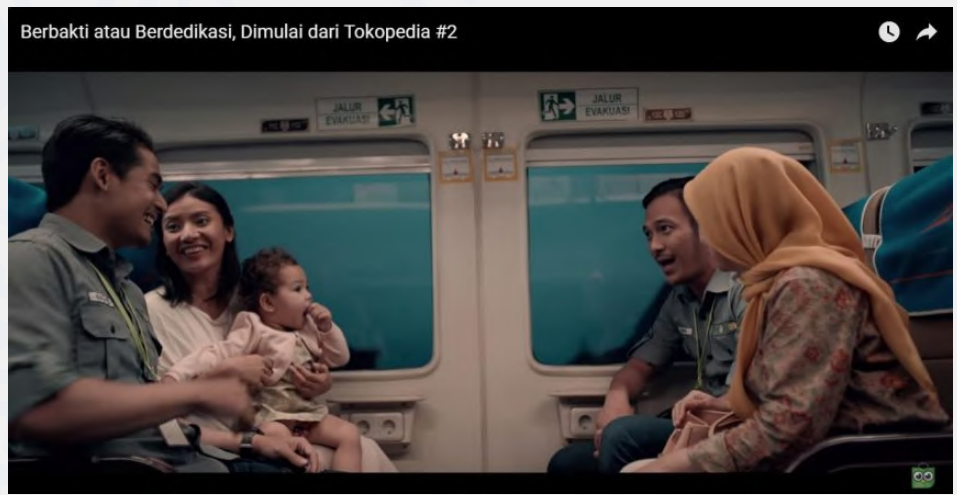 Berbakti atau Berdedikasi, Dimulai dari Tokopedia #2
JALUR
EVAKUASI
JALUR
EVAKUASI